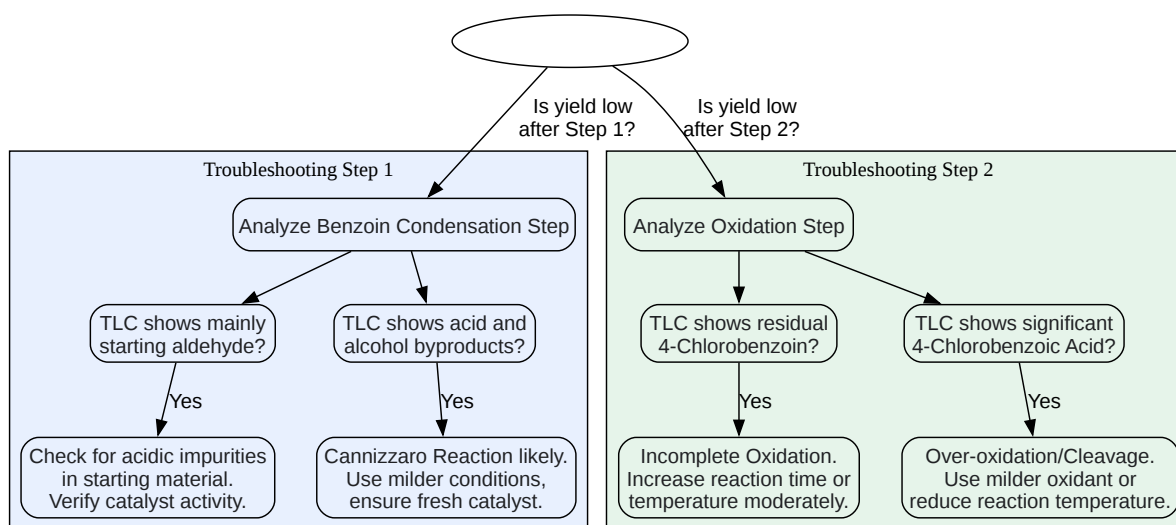 Is yield low
after Step 1?
Is yield low
after Step 2?
Troubleshooting Step 1
Troubleshooting Step 2
Analyze Benzoin Condensation Step
Analyze Oxidation Step
TLC shows mainly
starting aldehyde?
TLC shows acid and
alcohol byproducts?
TLC shows residual
4-Chlorobenzoin?
TLC shows significant
4-Chlorobenzoic Acid?
Yes
Yes
Yes
Yes
Check for acidic impurities
in starting material.
Verify catalyst activity.
Cannizzaro Reaction likely.
Use milder conditions,
ensure fresh catalyst.
Incomplete Oxidation.
Increase reaction time or
temperature moderately.
Over-oxidation/Cleavage.
Use milder oxidant or
reduce reaction temperature.